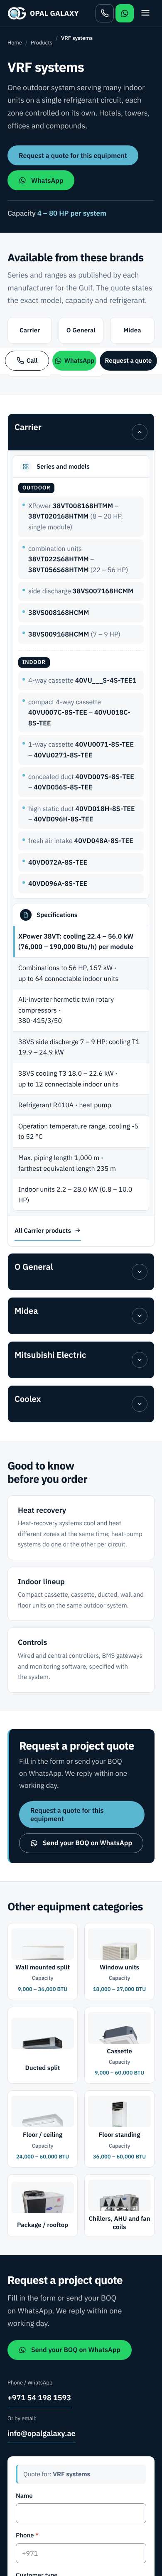 OPAL GALAXY
Home / Products / VRF systems
VRF systems
One outdoor system serving many indoor
units on a single refrigerant circuit, each
one controlled on its own. Hotels, towers,
offices and compounds.
Request a quote for this equipment
WhatsApp
Capacity 4 – 80 HP per system
Available from these brands
Series and ranges as published by each
manufacturer for the Gulf. The quote states
the exact model, capacity and refrigerant.
Carrier
O General
Midea
Call
WhatsApp
Request a quote
Carrier
Series and models
OUTDOOR
XPower 38VT008168HTMM –
38VT020168HTMM (8 – 20 HP,
single module)
combination units
38VT022S68HTMM –
38VT056S68HTMM (22 – 56 HP)
side discharge 38VS007168HCMM
38VS008168HCMM
38VS009168HCMM (7 – 9 HP)
INDOOR
4-way cassette 40VU___S-4S-TEE1
compact 4-way cassette
40VU007C-8S-TEE – 40VU018C-
8S-TEE
1-way cassette 40VU0071-8S-TEE
– 40VU0271-8S-TEE
concealed duct 40VD007S-8S-TEE
– 40VD056S-8S-TEE
high static duct 40VD018H-8S-TEE
– 40VD096H-8S-TEE
fresh air intake 40VD048A-8S-TEE
40VD072A-8S-TEE
40VD096A-8S-TEE
Specifications
XPower 38VT: cooling 22.4 – 56.0 kW
(76,000 – 190,000 Btu/h) per module
Combinations to 56 HP, 157 kW ·
up to 64 connectable indoor units
All-inverter hermetic twin rotary
compressors ·
380-415/3/50
38VS side discharge 7 – 9 HP: cooling T1
19.9 – 24.9 kW
38VS cooling T3 18.0 – 22.6 kW ·
up to 12 connectable indoor units
Refrigerant R410A · heat pump
Operation temperature range, cooling -5
to 52 °C
Max. piping length 1,000 m ·
farthest equivalent length 235 m
Indoor units 2.2 – 28.0 kW (0.8 – 10.0
HP)
All Carrier products →
O General
Midea
Mitsubishi Electric
Coolex
Good to know
before you order
Heat recovery
Heat-recovery systems cool and heat
different zones at the same time; heat-pump
systems do one or the other per circuit.
Indoor lineup
Compact cassette, cassette, ducted, wall and
floor units on the same outdoor system.
Controls
Wired and central controllers, BMS gateways
and monitoring software, specified with
the system.
Request a project quote
Fill in the form or send your BOQ
on WhatsApp. We reply within one
working day.
Request a quote for this
equipment
Send your BOQ on WhatsApp
Other equipment categories
Wall mounted split
Capacity
9,000 – 36,000 BTU
Window units
Capacity
18,000 – 27,000 BTU
Ducted split
Cassette
Capacity
9,000 – 60,000 BTU
Floor / ceiling
Capacity
24,000 – 60,000 BTU
Floor standing
Capacity
36,000 – 60,000 BTU
Package / rooftop
Chillers, AHU and fan
coils
Request a project quote
Fill in the form or send your BOQ
on WhatsApp. We reply within one
working day.
Send your BOQ on WhatsApp
Phone / WhatsApp
+971 54 198 1593
Or by email:
info@opalgalaxy.ae
Quote for: VRF systems
Name
Phone *
+971
Customer type